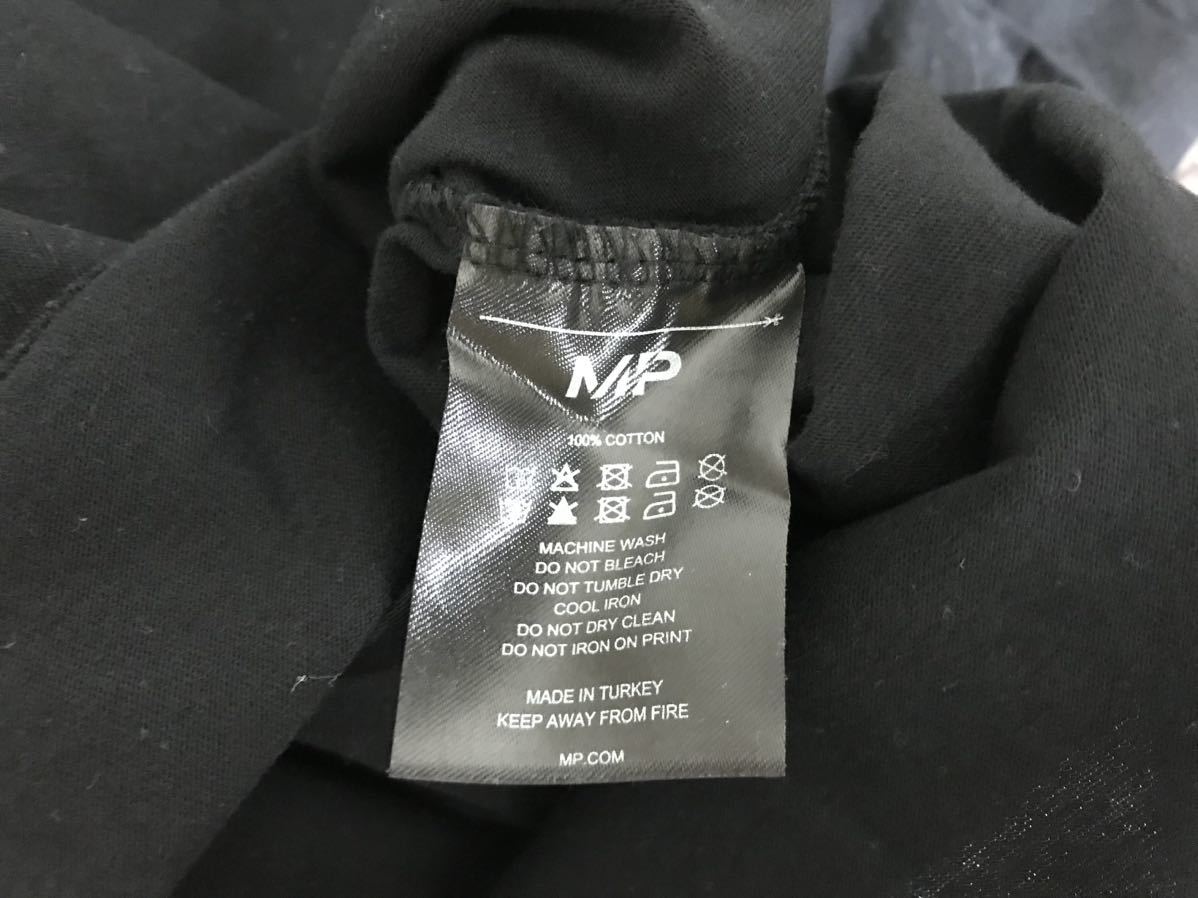 MP
100% COTTON
MACHINE WASH
DO NOT BLEACH
DO NOT TUMBLE DRY
COOL IRON
DO NOT DRY CLEAN
DO NOT IRON ON PRINT
MADE IN TURKEY
KEEP AWAY FROM FIRE
MP.COM